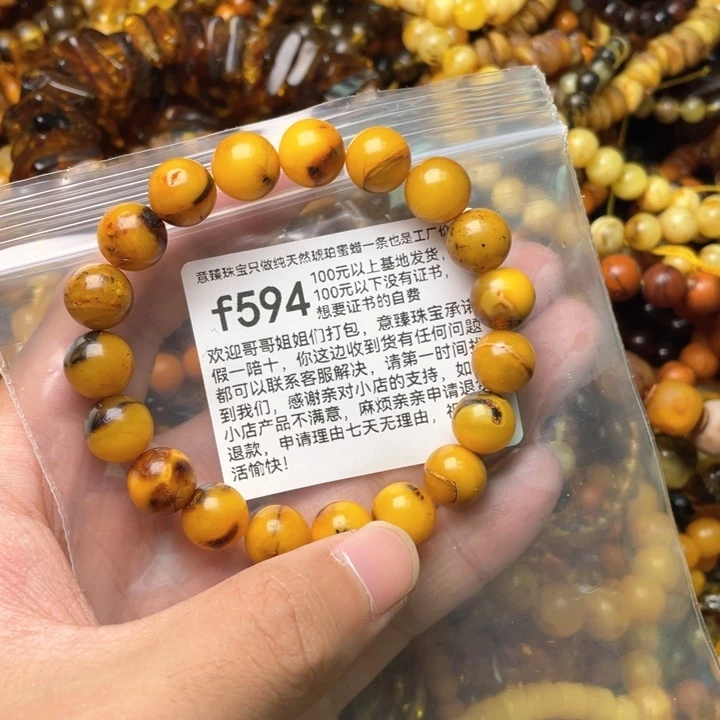 意臻珠宝只做纯天然琥珀蜜蜡一条也是工厂价
f594
100元以上基地发货，
100元以下没有证书，
想要证书的自费
欢迎哥哥姐姐们打包，意臻珠宝承诺
假一陪十，你这边收到货有任何问题
都可以联系客服解决，请第一时间找
到我们，感谢亲对小店的支持，如
小店产品不满意，麻烦亲亲申请退
退款，申请理由七天无理由，祝
活愉快！